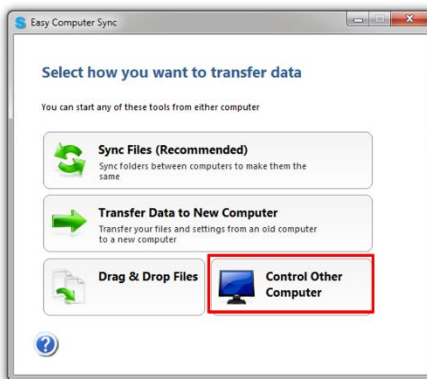 Easy Computer Sync
Select how you want to transfer data
You can start any of these tools from either computer
Sync Files (Recommended)
Sync folders between computers to make them the
same
Transfer Data to New Computer
Transfer your files and settings from an old computer
to a new computer
Drag & Drop Files
Control Other
Computer